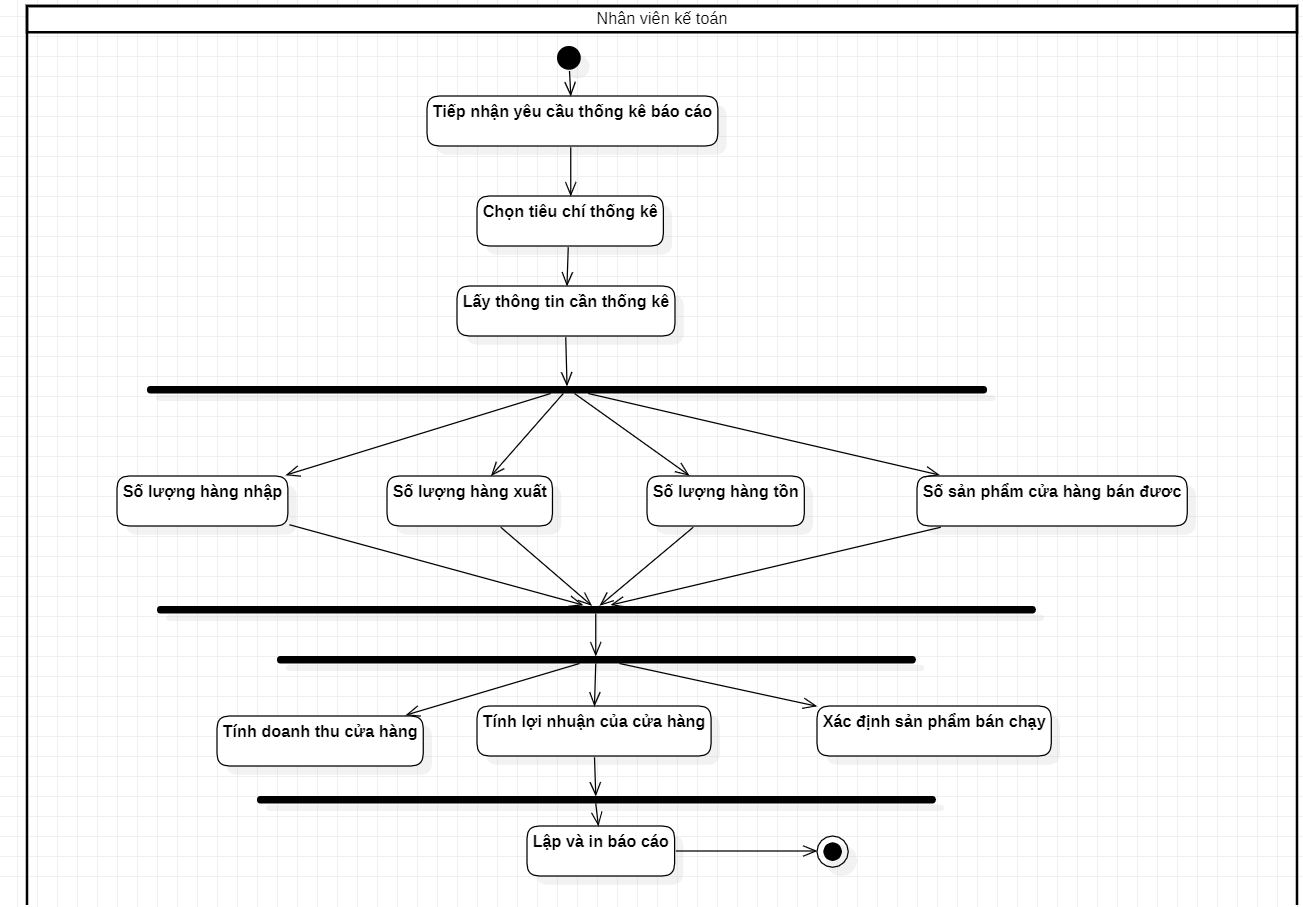 Nhân viên kế toán
Tiếp nhận yêu cầu thống kê báo cáo
Chọn tiêu chí thống kê
Lấy thông tin cần thống kê
Số lượng hàng nhập
Số lượng hàng xuất
Số lượng hàng tồn
Số sản phẩm cửa hàng bán đươc
Tính doanh thu cửa hàng
Tính lợi nhuận của cửa hàng
Xác định sản phẩm bán chạy
Lập và in báo cáo